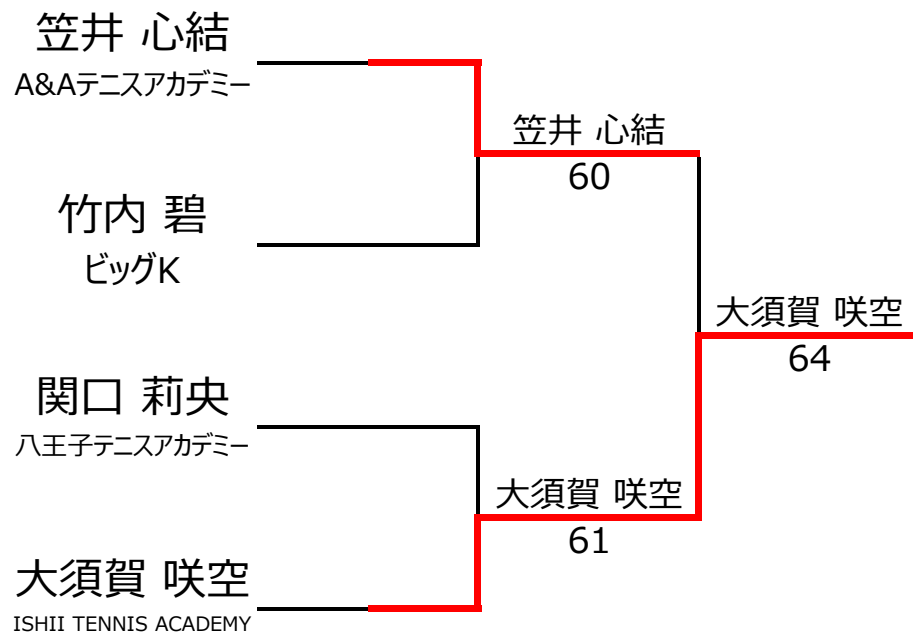 笠井 心結
A&Aテニスアカデミー
笠井 心結
60
竹内 碧
ビッグK
大須賀 咲空
64
関口 莉央
八王子テニスアカデミー
大須賀 咲空
61
大須賀 咲空
ISHII TENNIS ACADEMY